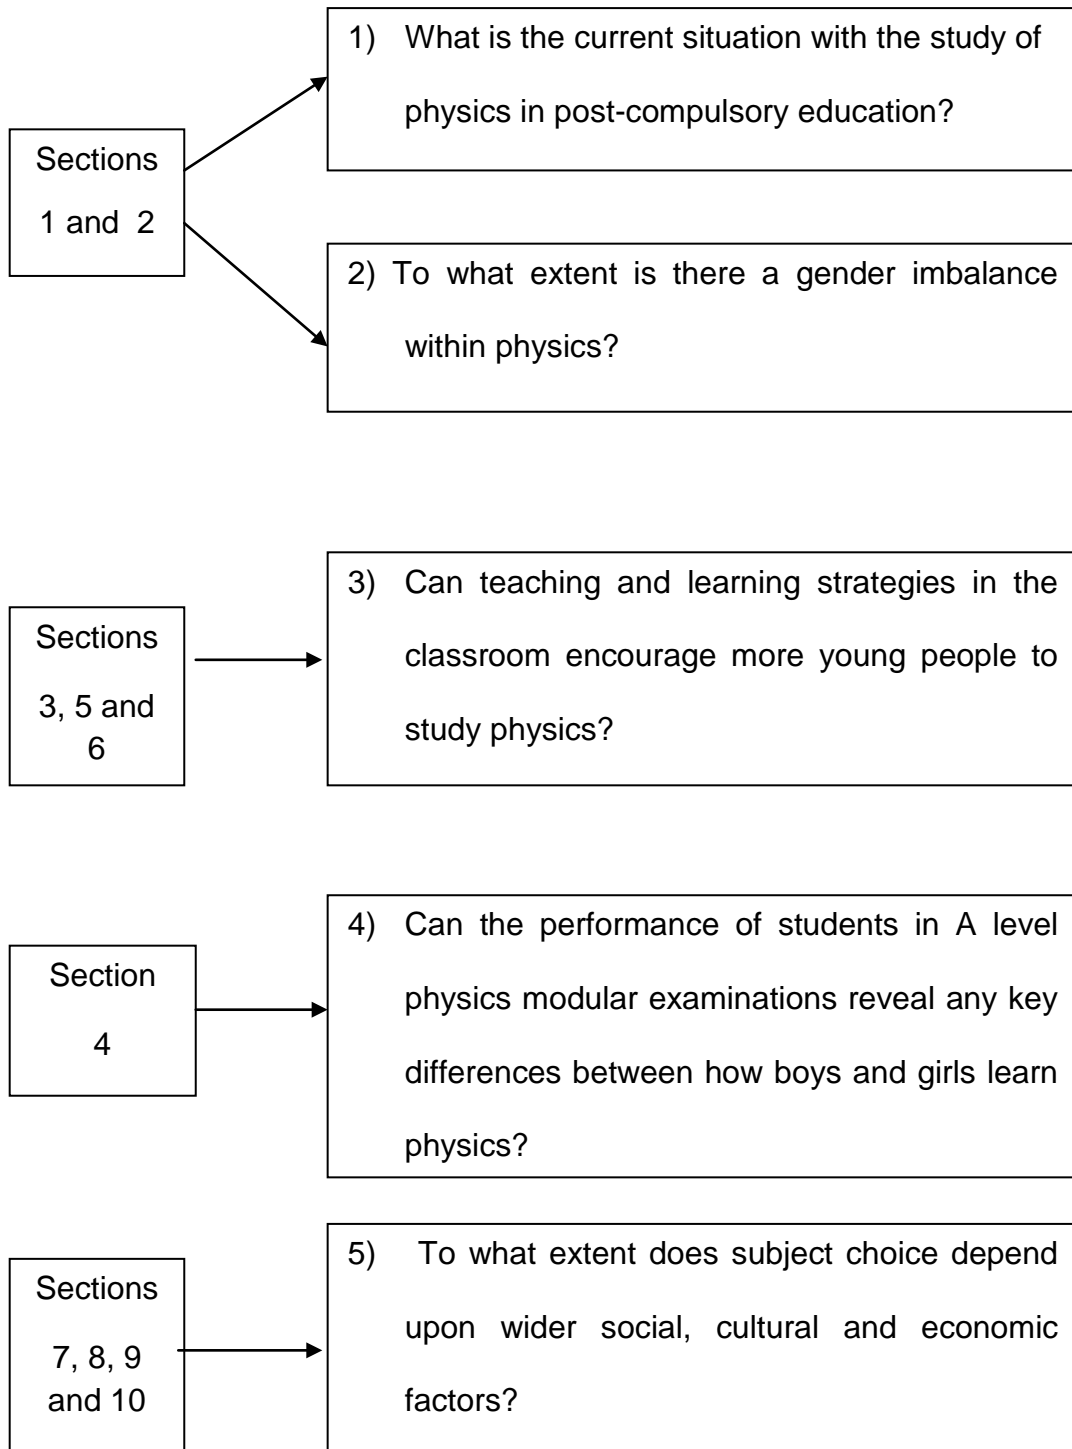 Sections
1 and 2
1) What is the current situation with the study of
physics in post-compulsory education?
2) To what extent is there a gender imbalance
within physics?
Sections
3, 5 and
6
3) Can teaching and learning strategies in the
classroom encourage more young people to
study physics?
Section
4
4) Can the performance of students in A level
physics modular examinations reveal any key
differences between how boys and girls learn
physics?
Sections
7, 8, 9
and 10
5) To what extent does subject choice depend
upon wider social, cultural and economic
factors?